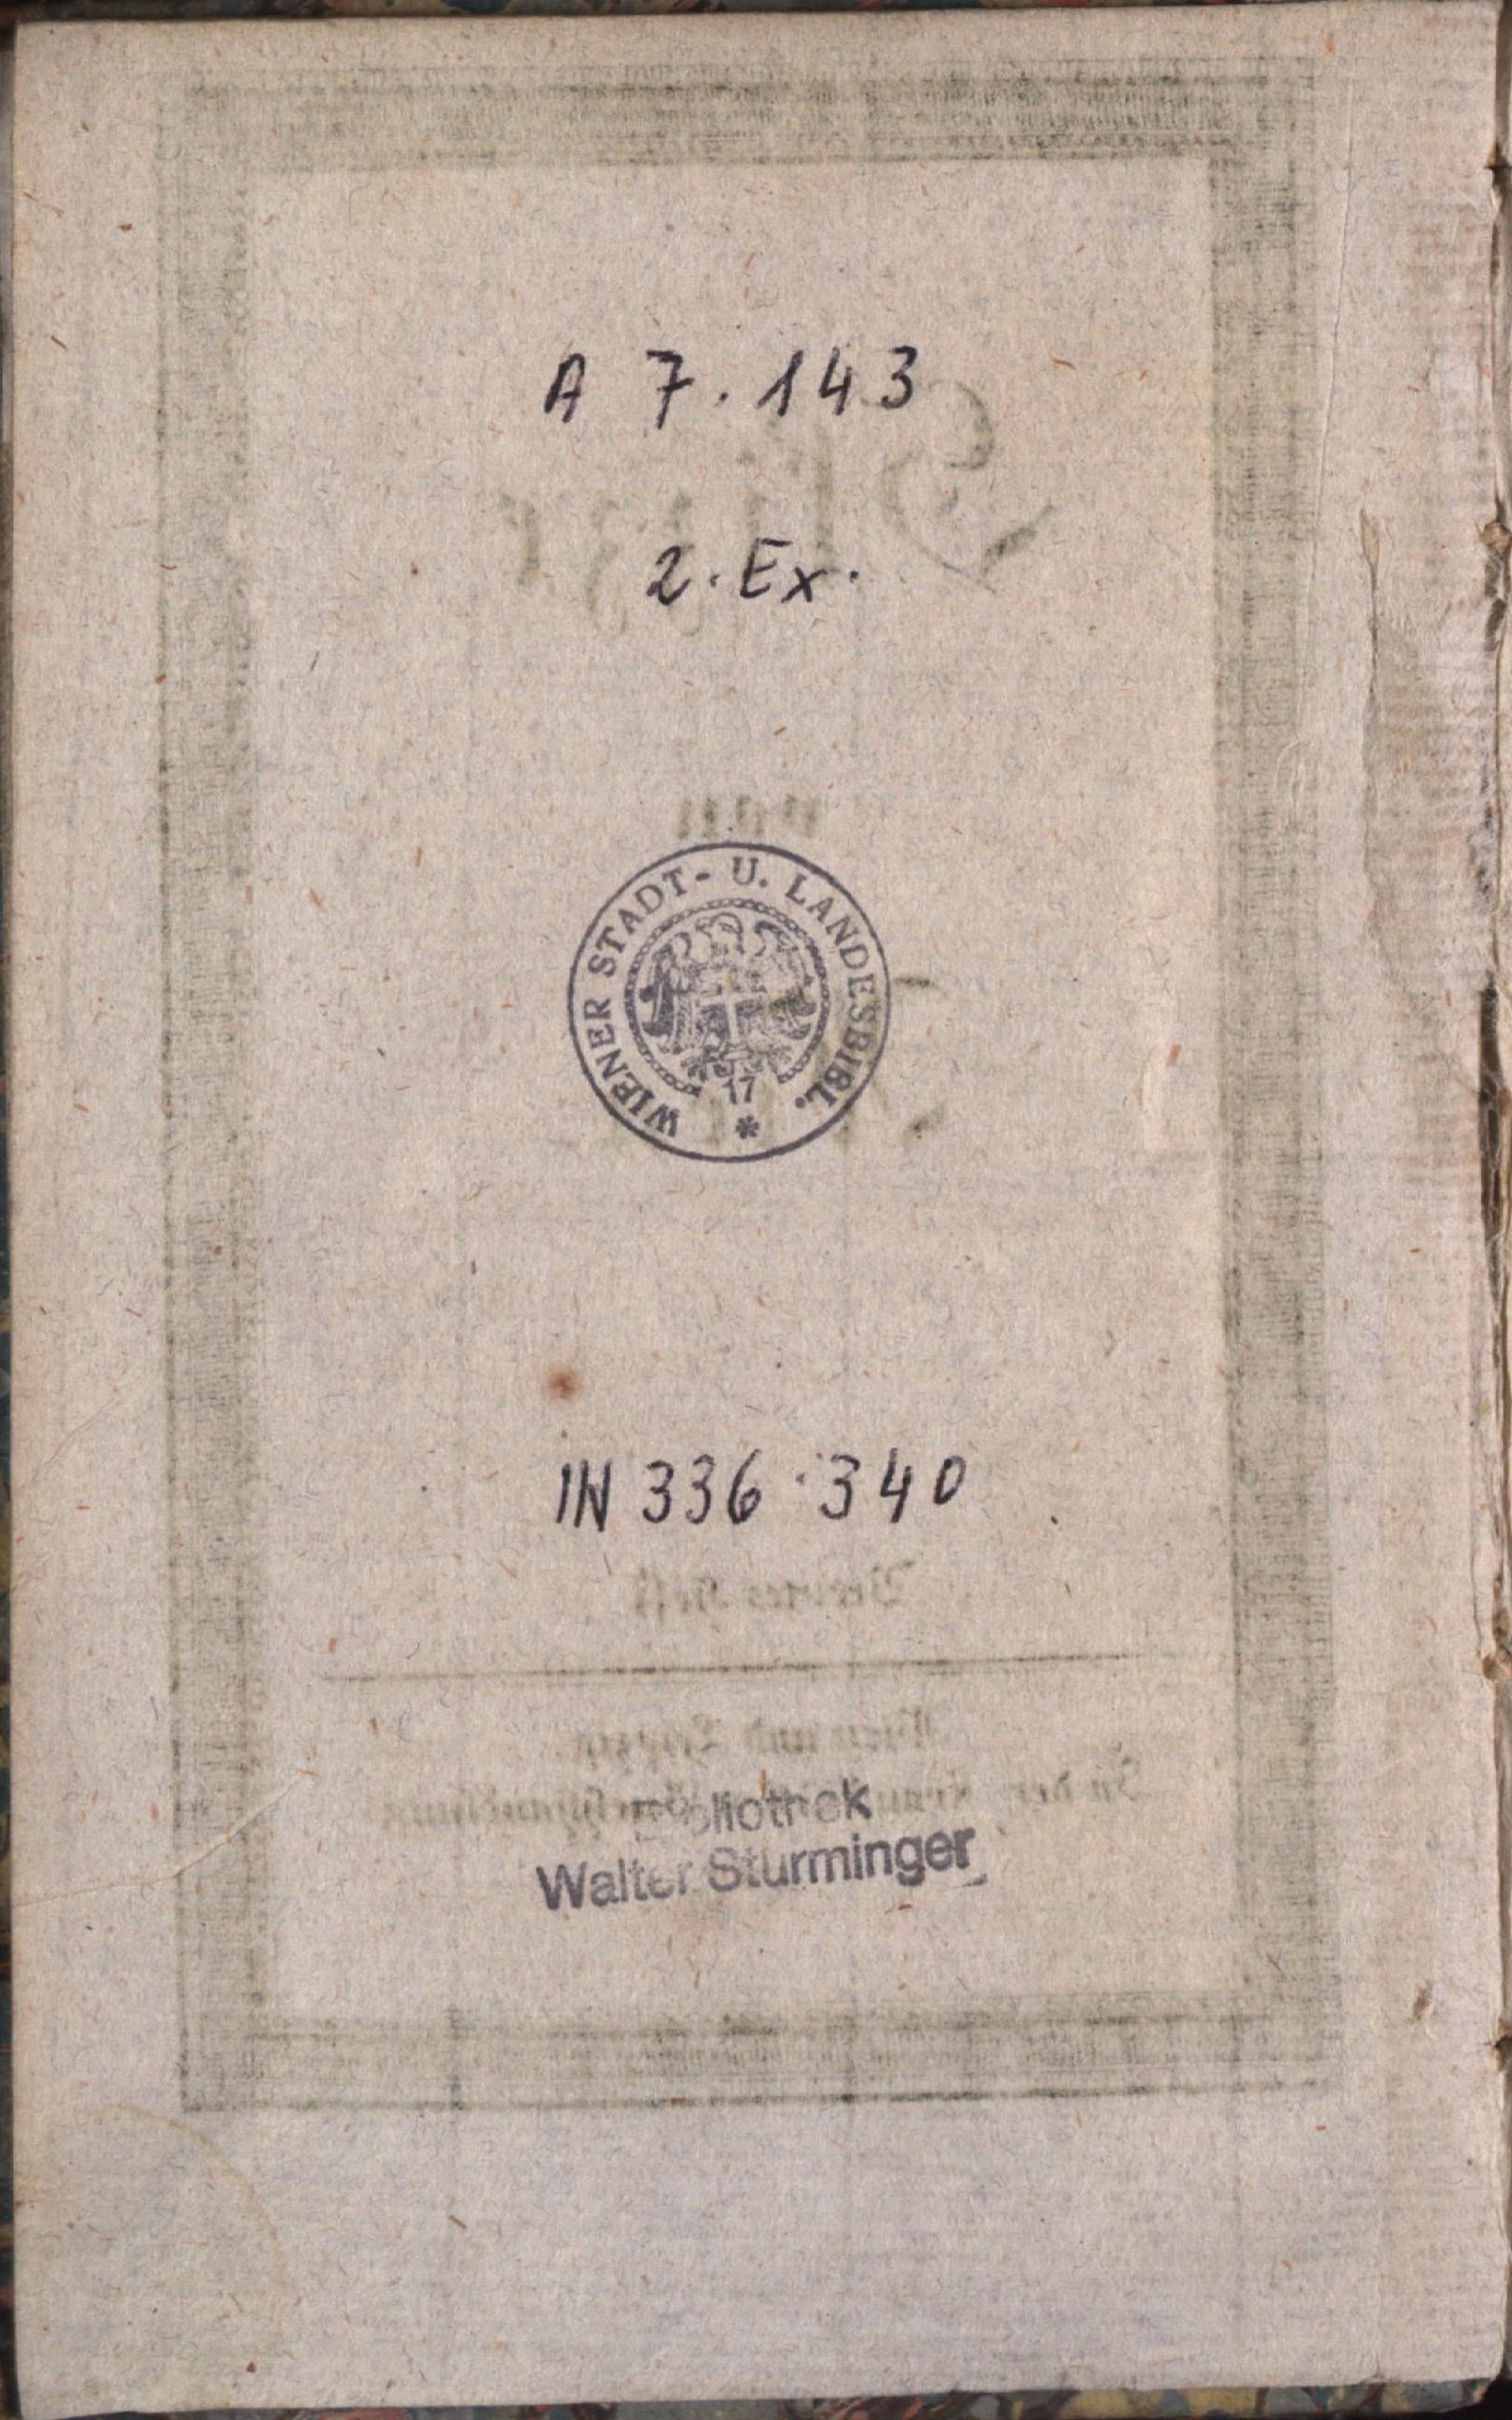 A 7.143
2. Ex.
WIENER STADT- U. LANDESBIBL.
17
*
IN 336.340
Bibliothek
Walter Sturminger